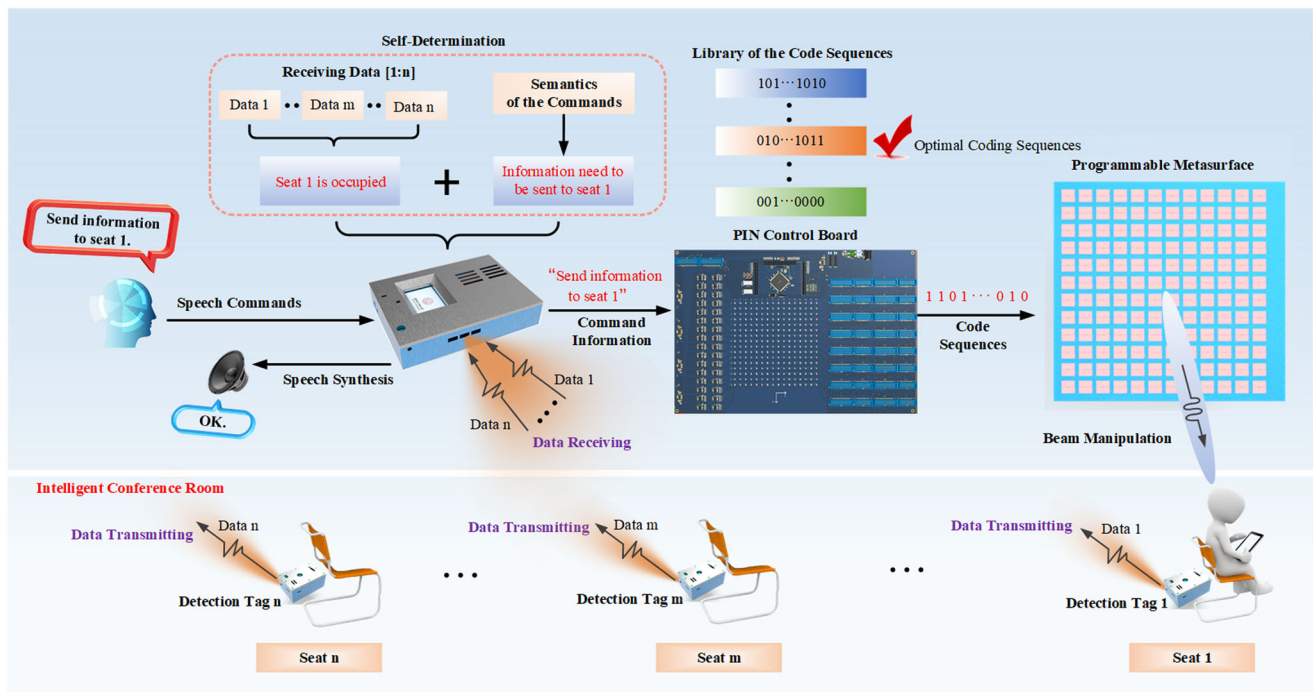 Self-Determination
Receiving Data [1:n]
Data 1
Data m
Data n
Semantics
of the Commands
Seat 1 is occupied
+
Information need to
be sent to seat 1
Library of the Code Sequences
101···1010
010···1011
Optimal Coding Sequences
001···0000
Send information
to seat 1.
Speech Commands
Speech Synthesis
OK.
“Send information
to seat 1”
Command
Information
PIN Control Board
1 1 0 1 ··· 0 1 0
Code
Sequences
Programmable Metasurface
Data 1
Data n
Data Receiving
Beam Manipulation
Intelligent Conference Room
Data Transmitting
Data n
Detection Tag n
Seat n
Data Transmitting
Data m
Detection Tag m
Seat m
Data Transmitting
Data 1
Detection Tag 1
Seat 1